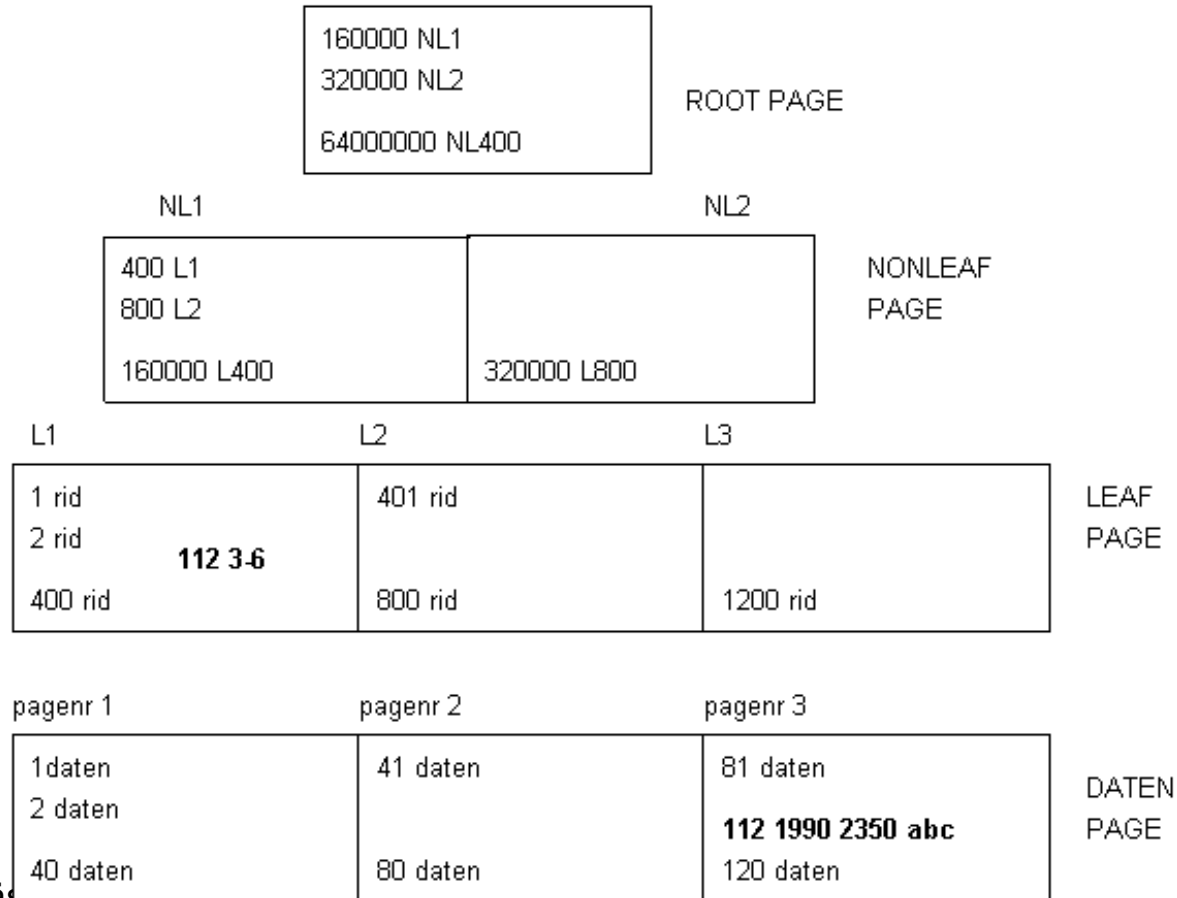 160000 NL1
320000 NL2
64000000 NL400
ROOT PAGE
NL1
NL2
400 L1
800 L2
160000 L400
320000 L800
NONLEAF
PAGE
L1
L2
L3
1 rid
2 rid
112 3-6
400 rid
401 rid
800 rid
1200 rid
LEAF
PAGE
pagenr 1
pagenr 2
pagenr 3
1daten
2 daten
40 daten
41 daten
80 daten
81 daten
112 1990 2350 abc
120 daten
DATEN
PAGE